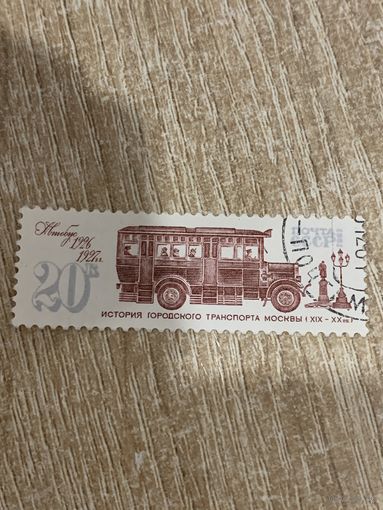 Автобус
1926
1927гг.
20к
ПОЧТА
СССР
ИСТОРИЯ ГОРОДСКОГО ТРАНСПОРТА МОСКВЫ (XIX-XXвв.)